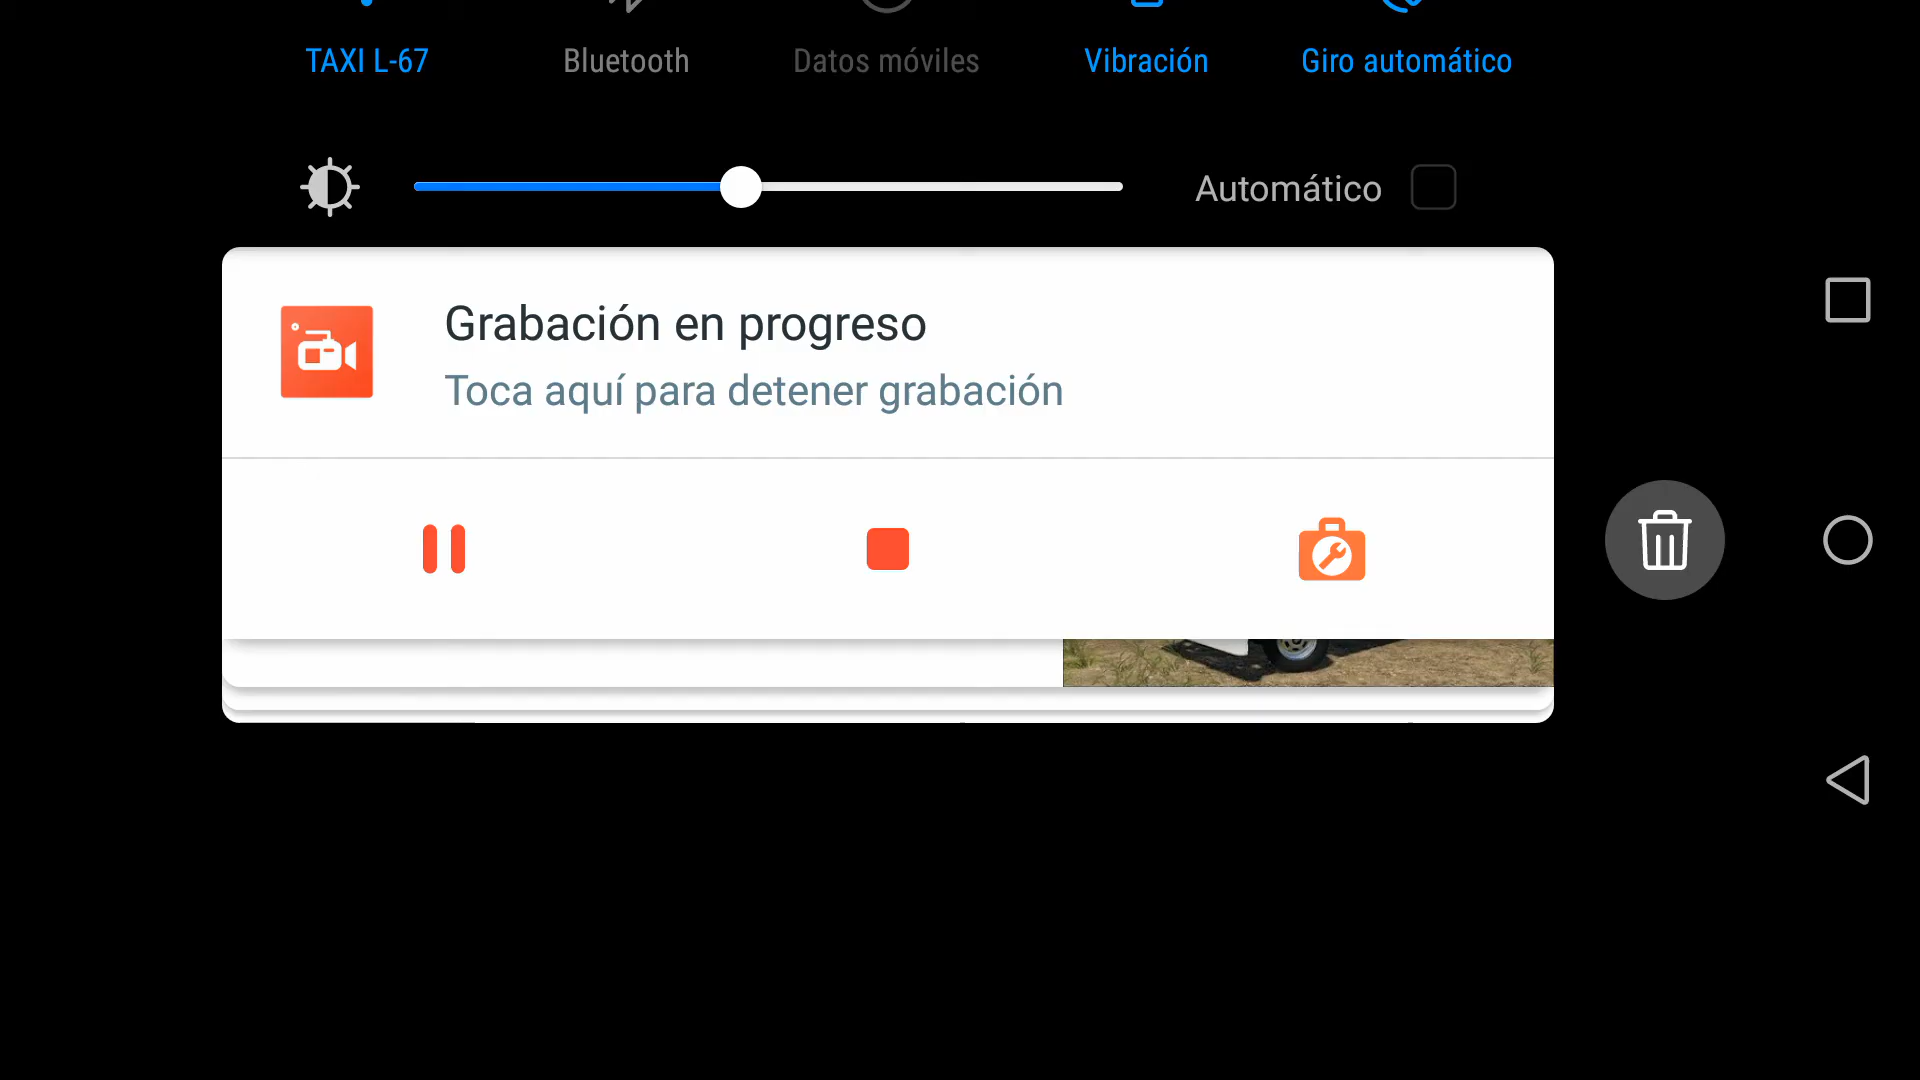 TAXI L-67 Bluetooth Datos móviles Vibración Giro automático
Automático
Grabación en progreso
Toca aquí para detener grabación